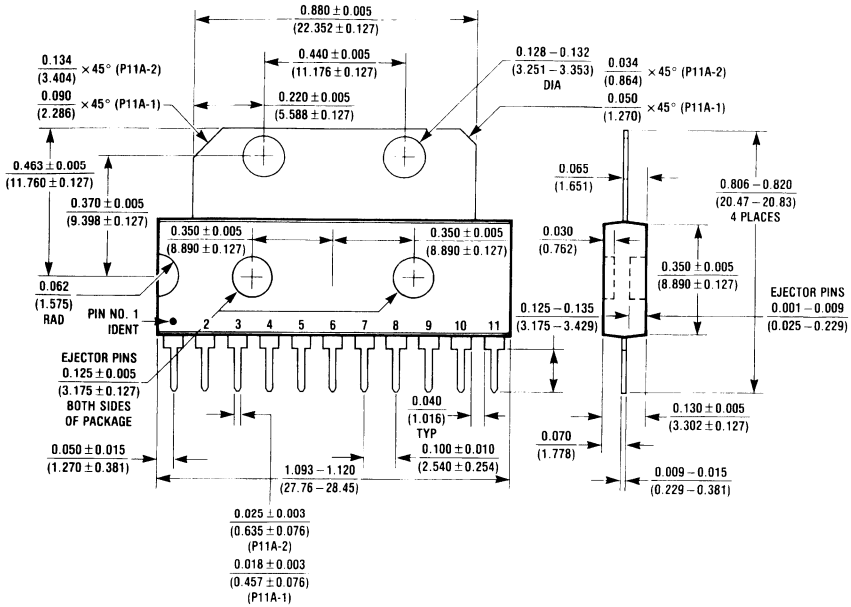 0.880 ± 0.005
(22.352 ± 0.127)
0.440 ± 0.005
(11.176 ± 0.127)
0.134
(3.404)
× 45° (P11A-2)
0.090
(2.286)
× 45° (P11A-1)
0.220 ± 0.005
(5.588 ± 0.127)
0.128 – 0.132
(3.251 – 3.353)
DIA
0.034
(0.864)
× 45° (P11A-2)
0.050
(1.270)
× 45° (P11A-1)
0.463 ± 0.005
(11.760 ± 0.127)
0.370 ± 0.005
(9.398 ± 0.127)
0.065
(1.651)
0.806 – 0.820
(20.47 – 20.83)
4 PLACES
0.350 ± 0.005
(8.890 ± 0.127)
0.350 ± 0.005
(8.890 ± 0.127)
0.030
(0.762)
0.350 ± 0.005
(8.890 ± 0.127)
0.062
(1.575)
RAD
PIN NO. 1
IDENT
2 3 4 5 6 7 8 9 10 11
0.125 – 0.135
(3.175 – 3.429)
EJECTOR PINS
0.001 – 0.009
(0.025 – 0.229)
EJECTOR PINS
0.125 ± 0.005
(3.175 ± 0.127)
BOTH SIDES
OF PACKAGE
0.040
(1.016)
TYP
0.130 ± 0.005
(3.302 ± 0.127)
0.070
(1.778)
0.050 ± 0.015
(1.270 ± 0.381)
1.093 – 1.120
(27.76 – 28.45)
0.100 ± 0.010
(2.540 ± 0.254)
0.009 – 0.015
(0.229 – 0.381)
0.025 ± 0.003
(0.635 ± 0.076)
(P11A-2)
0.018 ± 0.003
(0.457 ± 0.076)
(P11A-1)